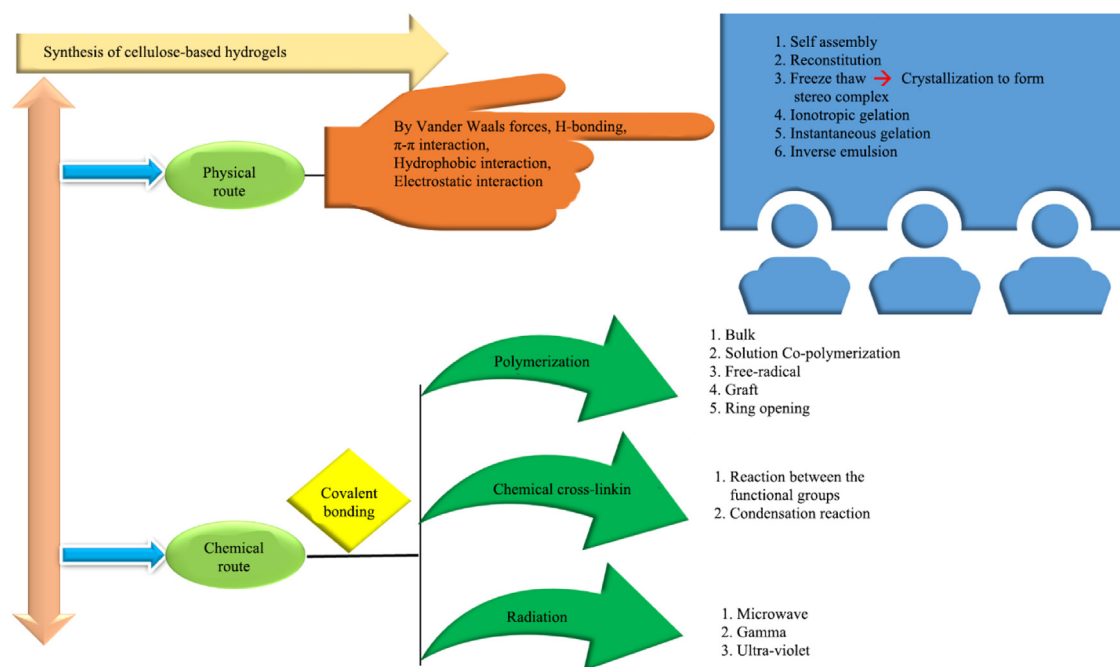 Synthesis of cellulose-based hydrogels
Physical
route
By Vander Waals forces, H-bonding,
π-π interaction,
Hydrophobic interaction,
Electrostatic interaction
1. Self assembly
2. Reconstitution
3. Freeze thaw → Crystallization to form
stereo complex
4. Ionotropic gelation
5. Instantaneous gelation
6. Inverse emulsion
Chemical
route
Covalent
bonding
Polymerization
1. Bulk
2. Solution Co-polymerization
3. Free-radical
4. Graft
5. Ring opening
Chemical cross-linkin
1. Reaction between the
functional groups
2. Condensation reaction
Radiation
1. Microwave
2. Gamma
3. Ultra-violet